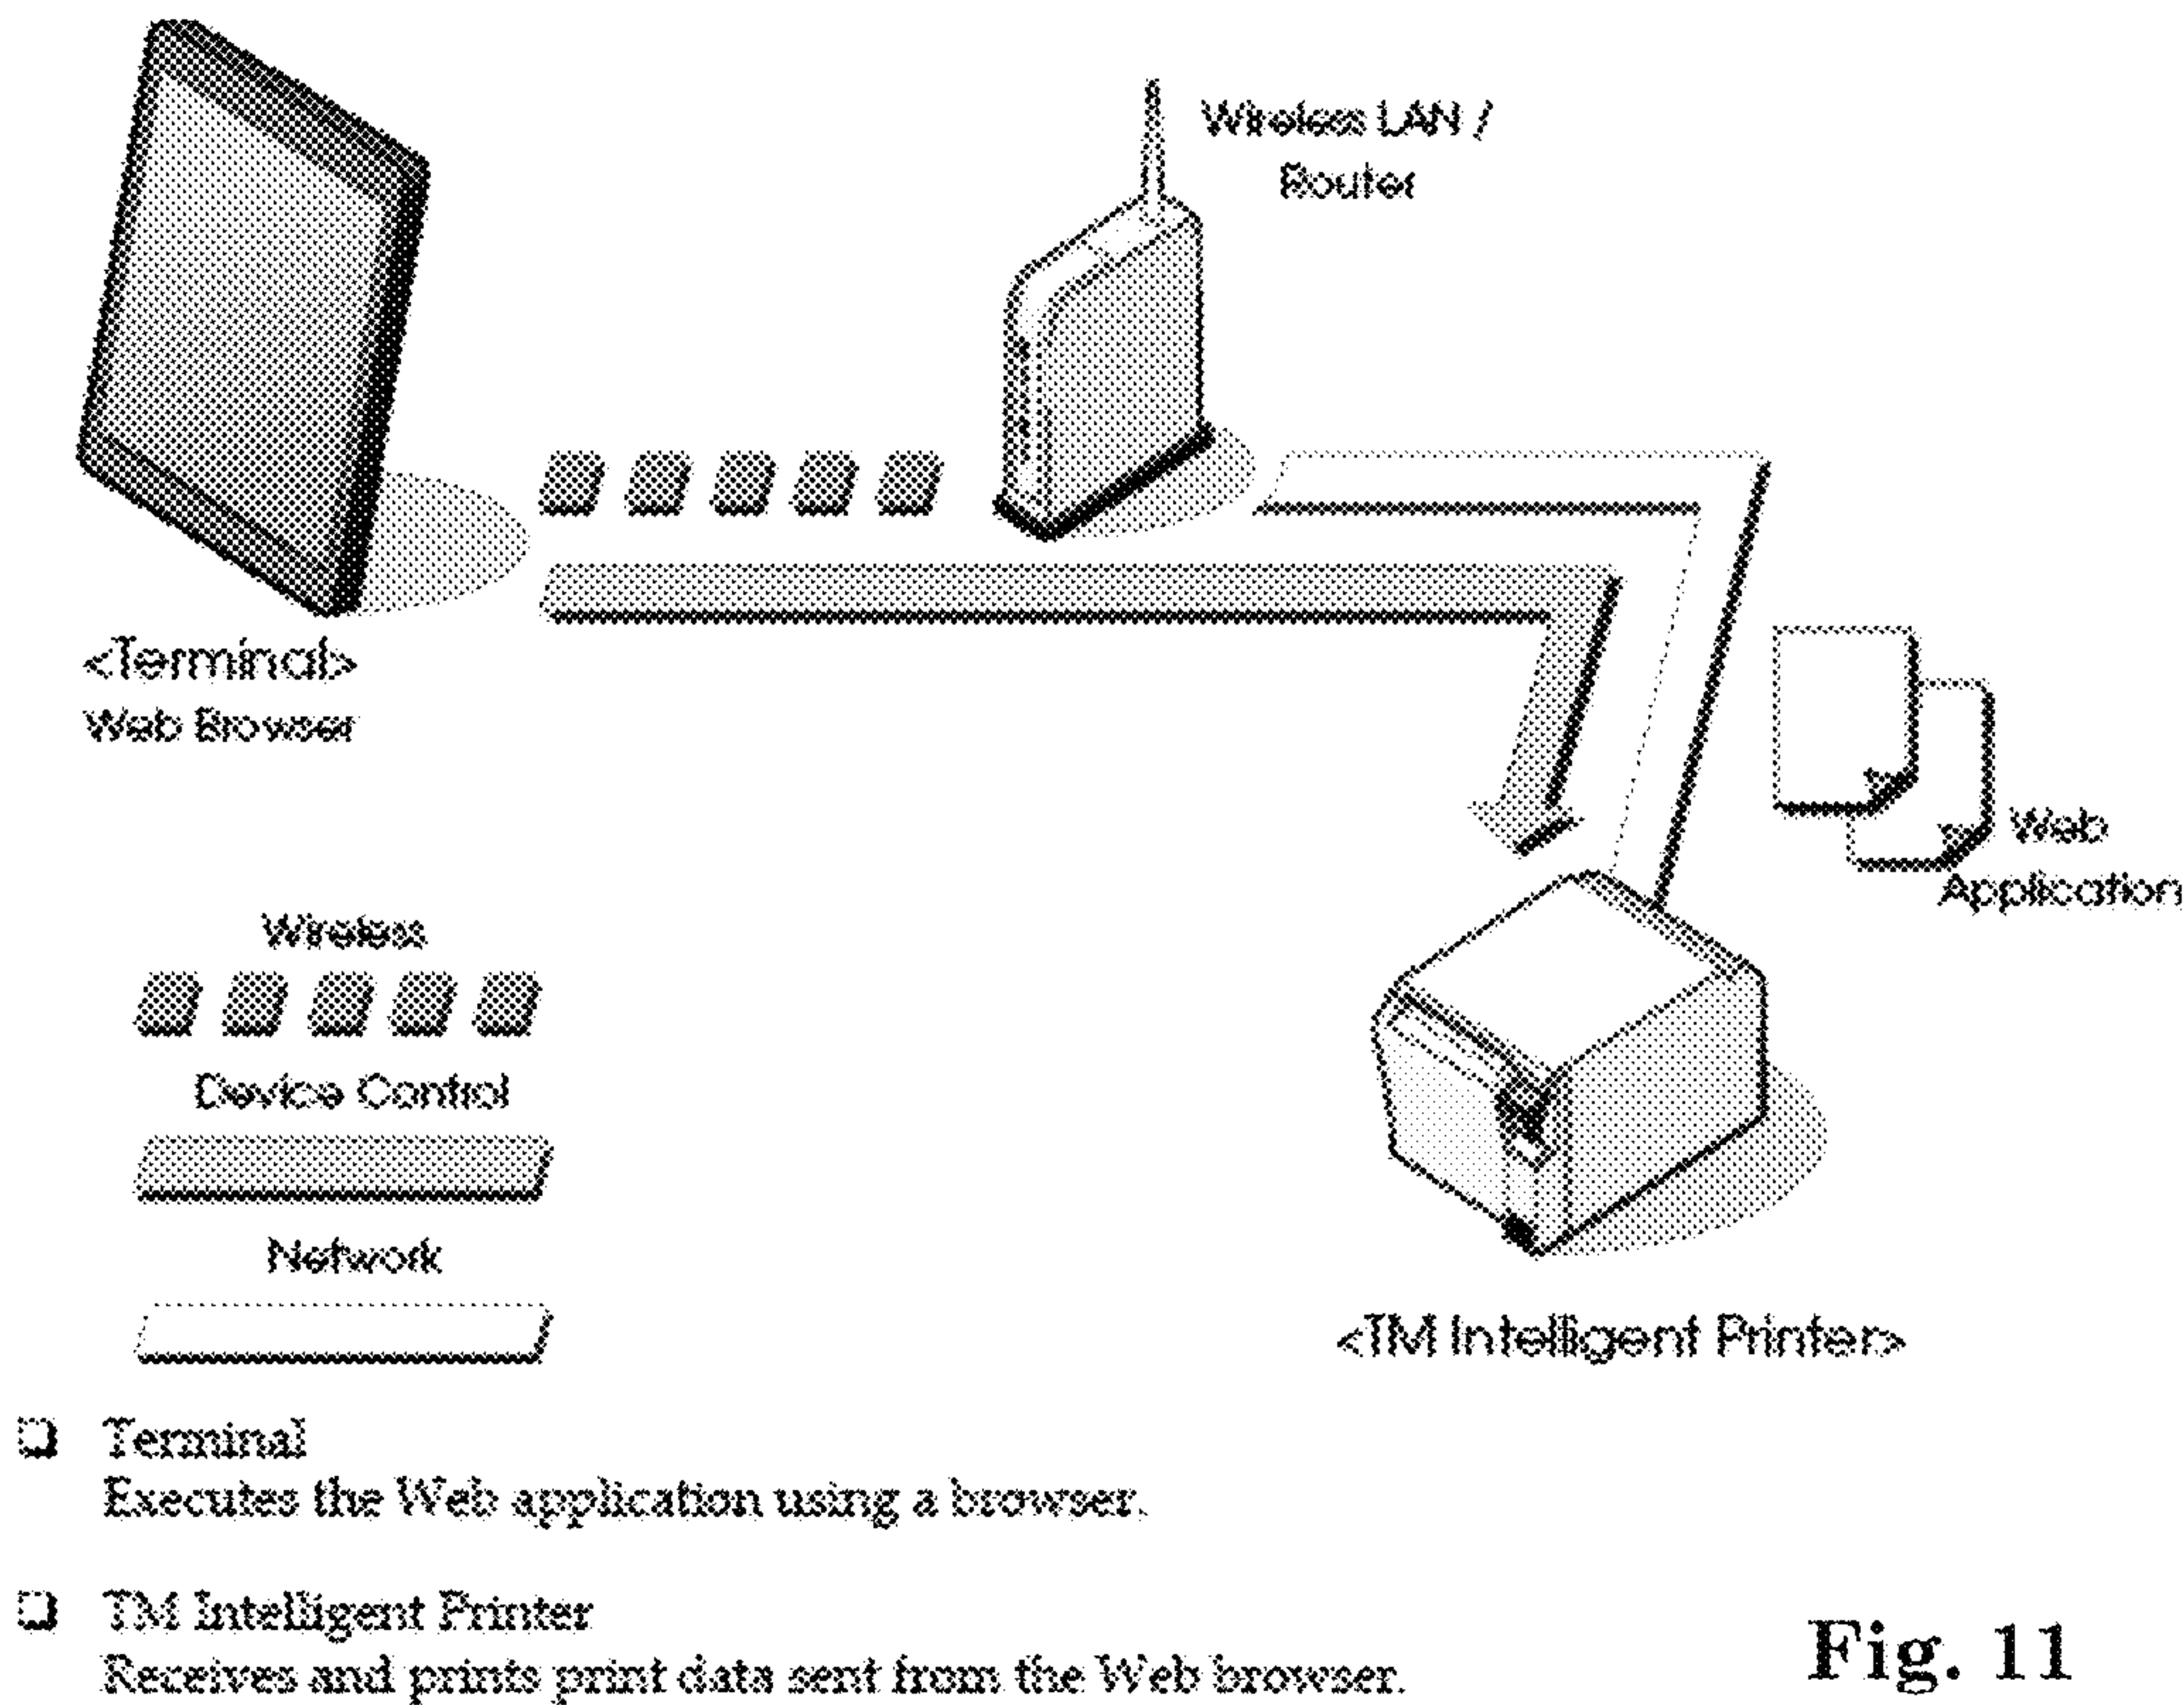 Wireless LAN /
Router
<Terminal>
Web Browser
Web
Application
Wireless
Device Control
Network
<TM Intelligent Printer>
❑ Terminal
Executes the Web application using a browser.
❑ TM Intelligent Printer
Receives and prints print data sent from the Web browser.
Fig. 11